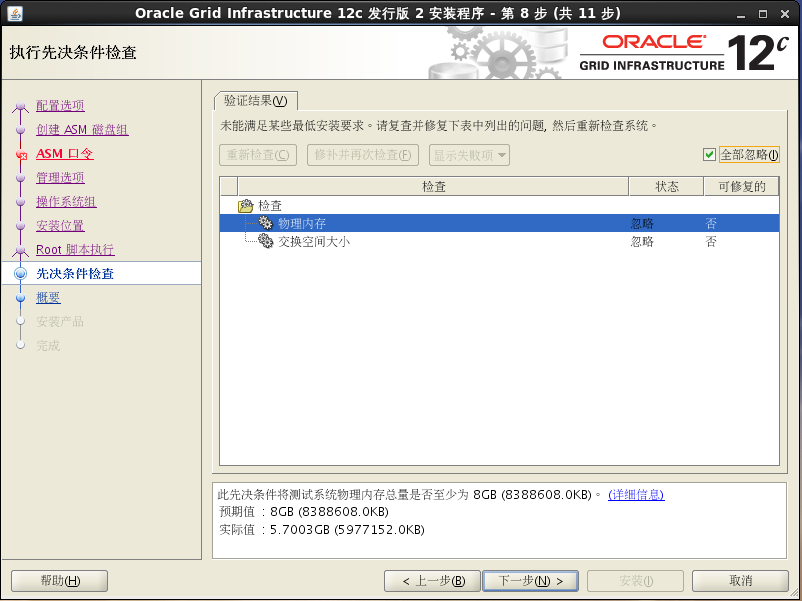 Oracle Grid Infrastructure 12c 发行版 2 安装程序 - 第 8 步 (共 11 步)
执行先决条件检查
ORACLE®
GRID INFRASTRUCTURE 12c
配置选项
创建 ASM 磁盘组
ASM 口令
管理选项
操作系统组
安装位置
Root 脚本执行
先决条件检查
概要
安装产品
完成
验证结果(V)
未能满足某些最低安装要求。请复查并修复下表中列出的问题, 然后重新检查系统。
重新检查(C) 修补并再次检查(F) 显示失败项 全部忽略(I)
检查 状态 可修复的
检查
物理内存 忽略 否
交换空间大小 忽略 否
此先决条件将测试系统物理内存总量是否至少为 8GB (8388608.0KB)。 (详细信息)
预期值 : 8GB (8388608.0KB)
实际值 : 5.7003GB (5977152.0KB)
帮助(H) < 上一步(B) 下一步(N) > 安装(I) 取消